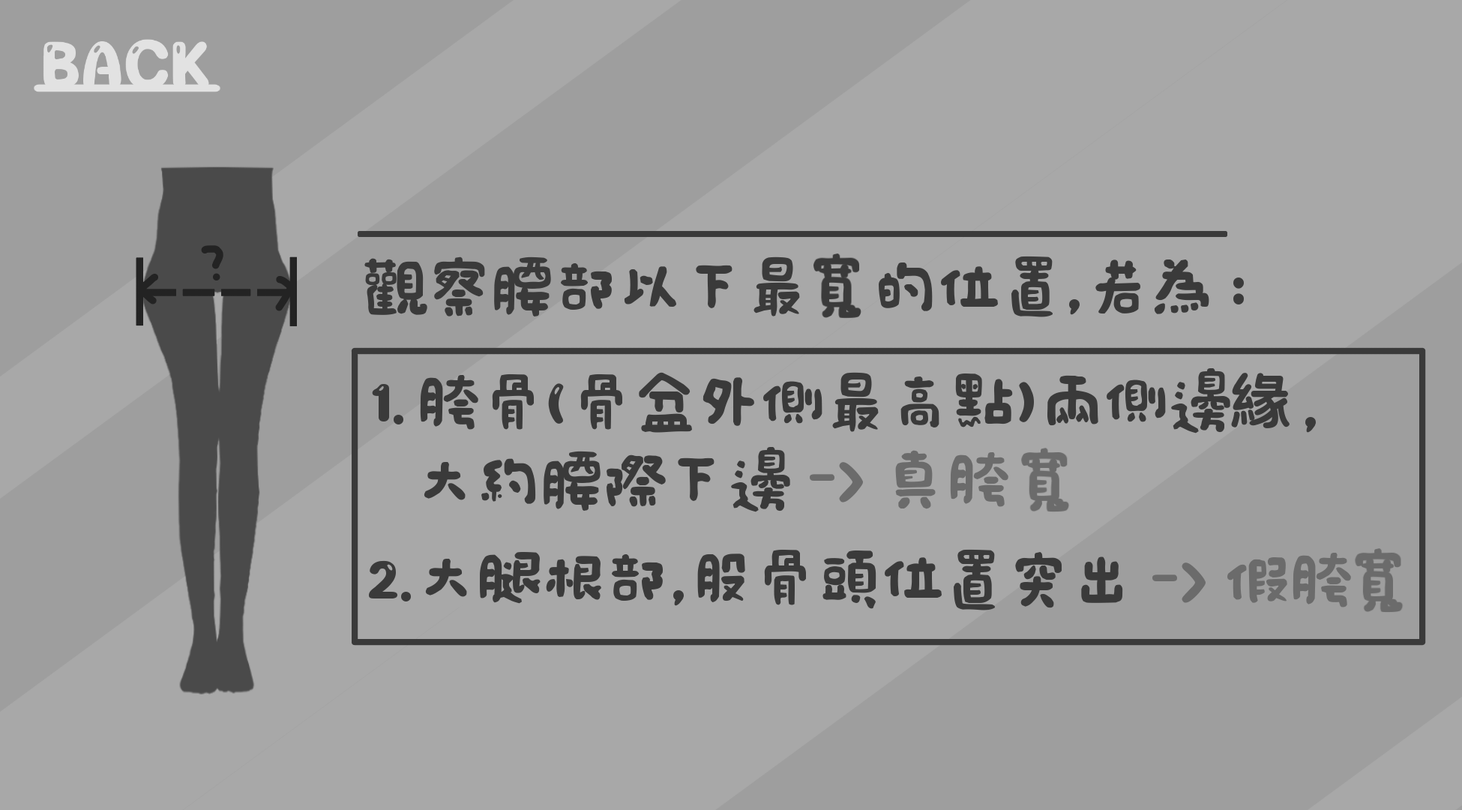 BACK
?
觀察腰部以下最寬的位置,若為:
1.胯骨(骨盆外側最高點)兩側邊緣,
大約腰際下邊->真胯寬
2.大腿根部,股骨頭位置突出->假胯寬